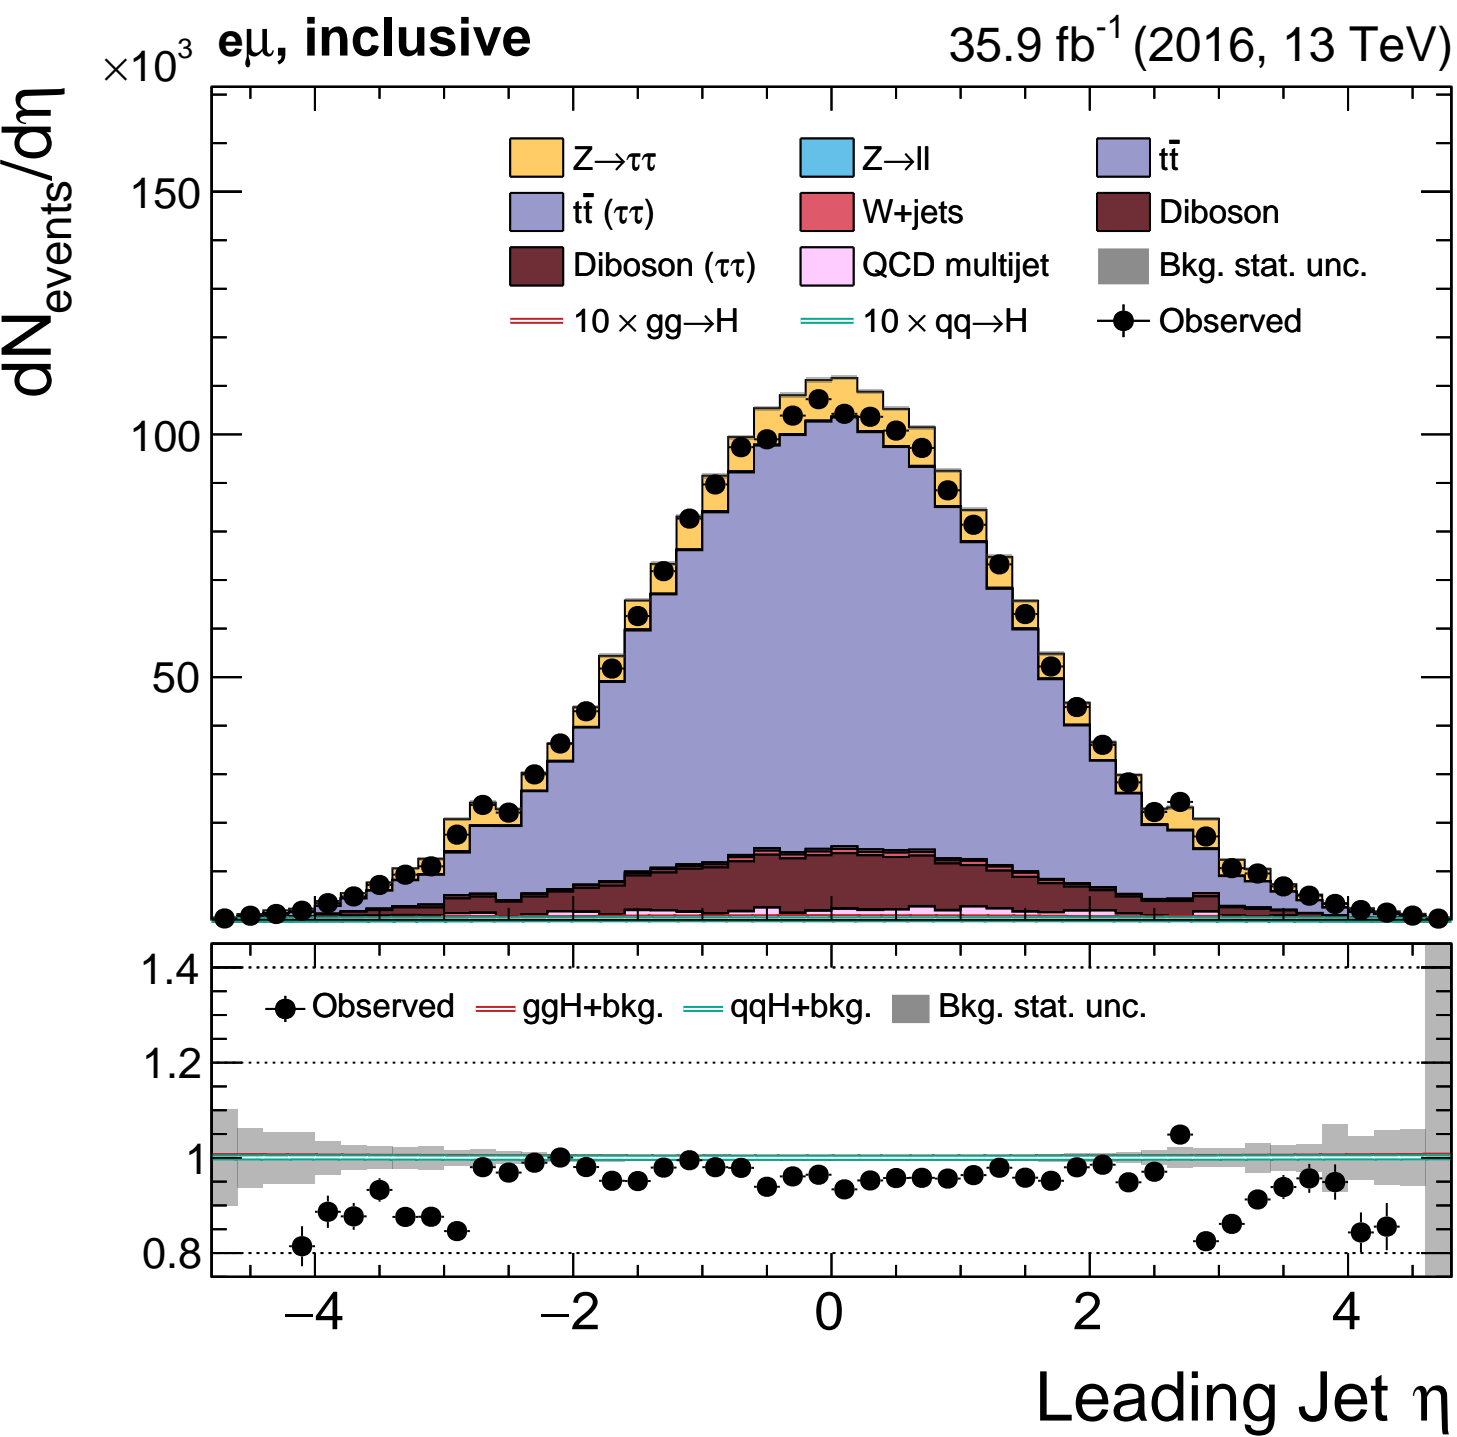 ×10³ eμ, inclusive 35.9 fb⁻¹ (2016, 13 TeV)
dN_events/dη
Z→ττ Z→ll tt̄
tt̄ (ττ) W+jets Diboson
Diboson (ττ) QCD multijet Bkg. stat. unc.
10 × gg→H 10 × qq→H Observed
150
100
50
1.4
Observed ggH+bkg. qqH+bkg. Bkg. stat. unc.
1.2
1
0.8
−4 −2 0 2 4
Leading Jet η